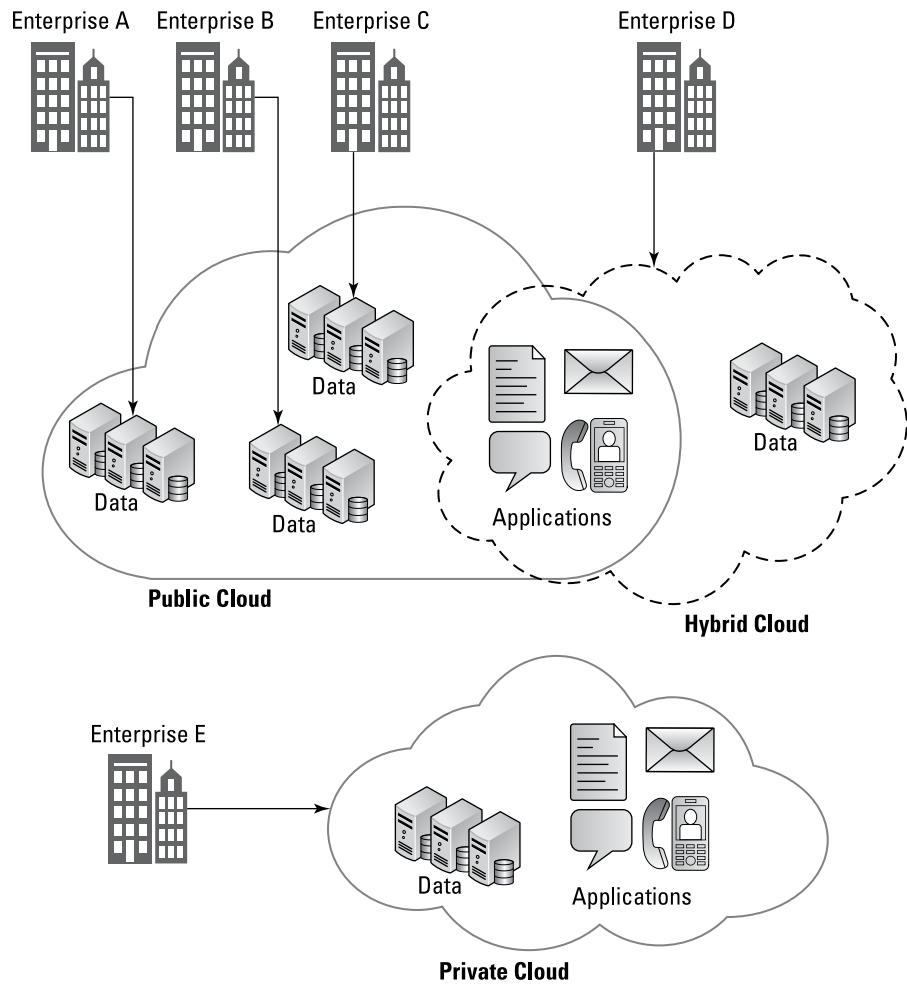 Enterprise A
Enterprise B
Enterprise C
Enterprise D
Data
Data
Data
Data
Applications
Public Cloud
Hybrid Cloud
Enterprise E
Data
Applications
Private Cloud